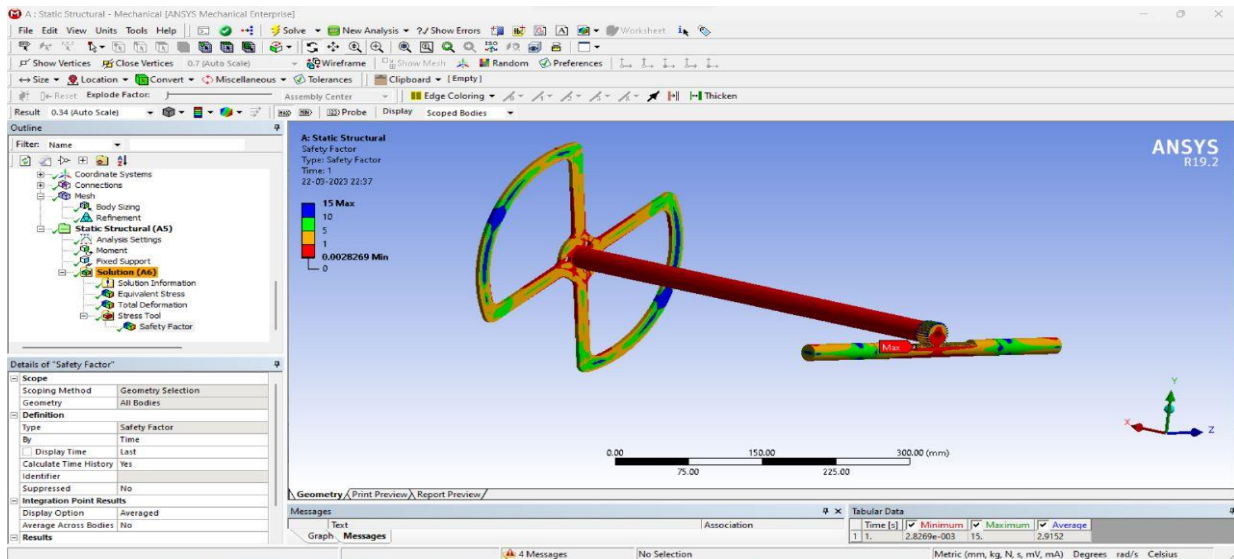 A : Static Structural - Mechanical [ANSYS Mechanical Enterprise]
File Edit View Units Tools Help Solve New Analysis ?/ Show Errors Worksheet
Show Vertices Close Vertices 0.7 (Auto Scale) Wireframe Show Mesh Random Preferences
Size Location Convert Miscellaneous Tolerances Clipboard [Empty]
Reset Explode Factor: Assembly Center Edge Coloring Thicken
Result 0.34 (Auto Scale) Probe Display Scoped Bodies
Outline
Filter: Name
Coordinate Systems
Connections
Mesh
Body Sizing
Refinement
Static Structural (A5)
Analysis Settings
Moment
Fixed Support
Solution (A6)
Solution Information
Equivalent Stress
Total Deformation
Stress Tool
Safety Factor
Details of "Safety Factor"
Scope
Scoping Method Geometry Selection
Geometry All Bodies
Definition
Type Safety Factor
By Time
Display Time Last
Calculate Time History Yes
Identifier
Suppressed No
Integration Point Results
Display Option Averaged
Average Across Bodies No
Results
A: Static Structural
Safety Factor
Type: Safety Factor
Time: 1
22-03-2023 22:37
15 Max
10
5
1
0.0028269 Min
0
ANSYS
R19.2
Max
Y
X
Z
0.00 150.00 300.00 (mm)
75.00 225.00
Geometry Print Preview Report Preview
Messages
Text Association
Graph Messages
Tabular Data
Time [s] Minimum Maximum Average
1 1. 2.8269e-003 15. 2.9152
4 Messages No Selection Metric (mm, kg, N, s, mV, mA) Degrees rad/s Celsius